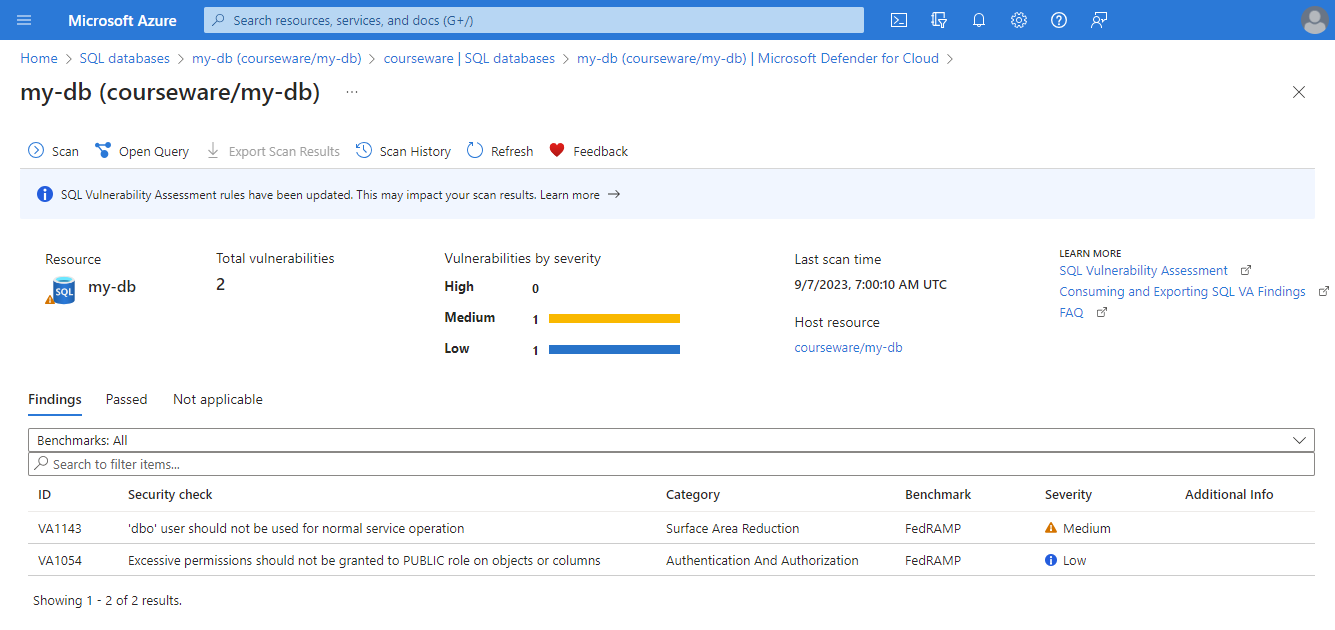 Microsoft Azure
Search resources, services, and docs (G+/)
Home > SQL databases > my-db (courseware/my-db) > courseware | SQL databases > my-db (courseware/my-db) | Microsoft Defender for Cloud >
my-db (courseware/my-db) ...
Scan Open Query Export Scan Results Scan History Refresh Feedback
SQL Vulnerability Assessment rules have been updated. This may impact your scan results. Learn more →
Resource
SQL
my-db
Total vulnerabilities
2
Vulnerabilities by severity
High 0
Medium 1
Low 1
Last scan time
9/7/2023, 7:00:10 AM UTC
Host resource
courseware/my-db
LEARN MORE
SQL Vulnerability Assessment
Consuming and Exporting SQL VA Findings
FAQ
Findings Passed Not applicable
Benchmarks: All
Search to filter items...
ID Security check Category Benchmark Severity Additional Info
VA1143 'dbo' user should not be used for normal service operation Surface Area Reduction FedRAMP Medium
VA1054 Excessive permissions should not be granted to PUBLIC role on objects or columns Authentication And Authorization FedRAMP Low
Showing 1 - 2 of 2 results.